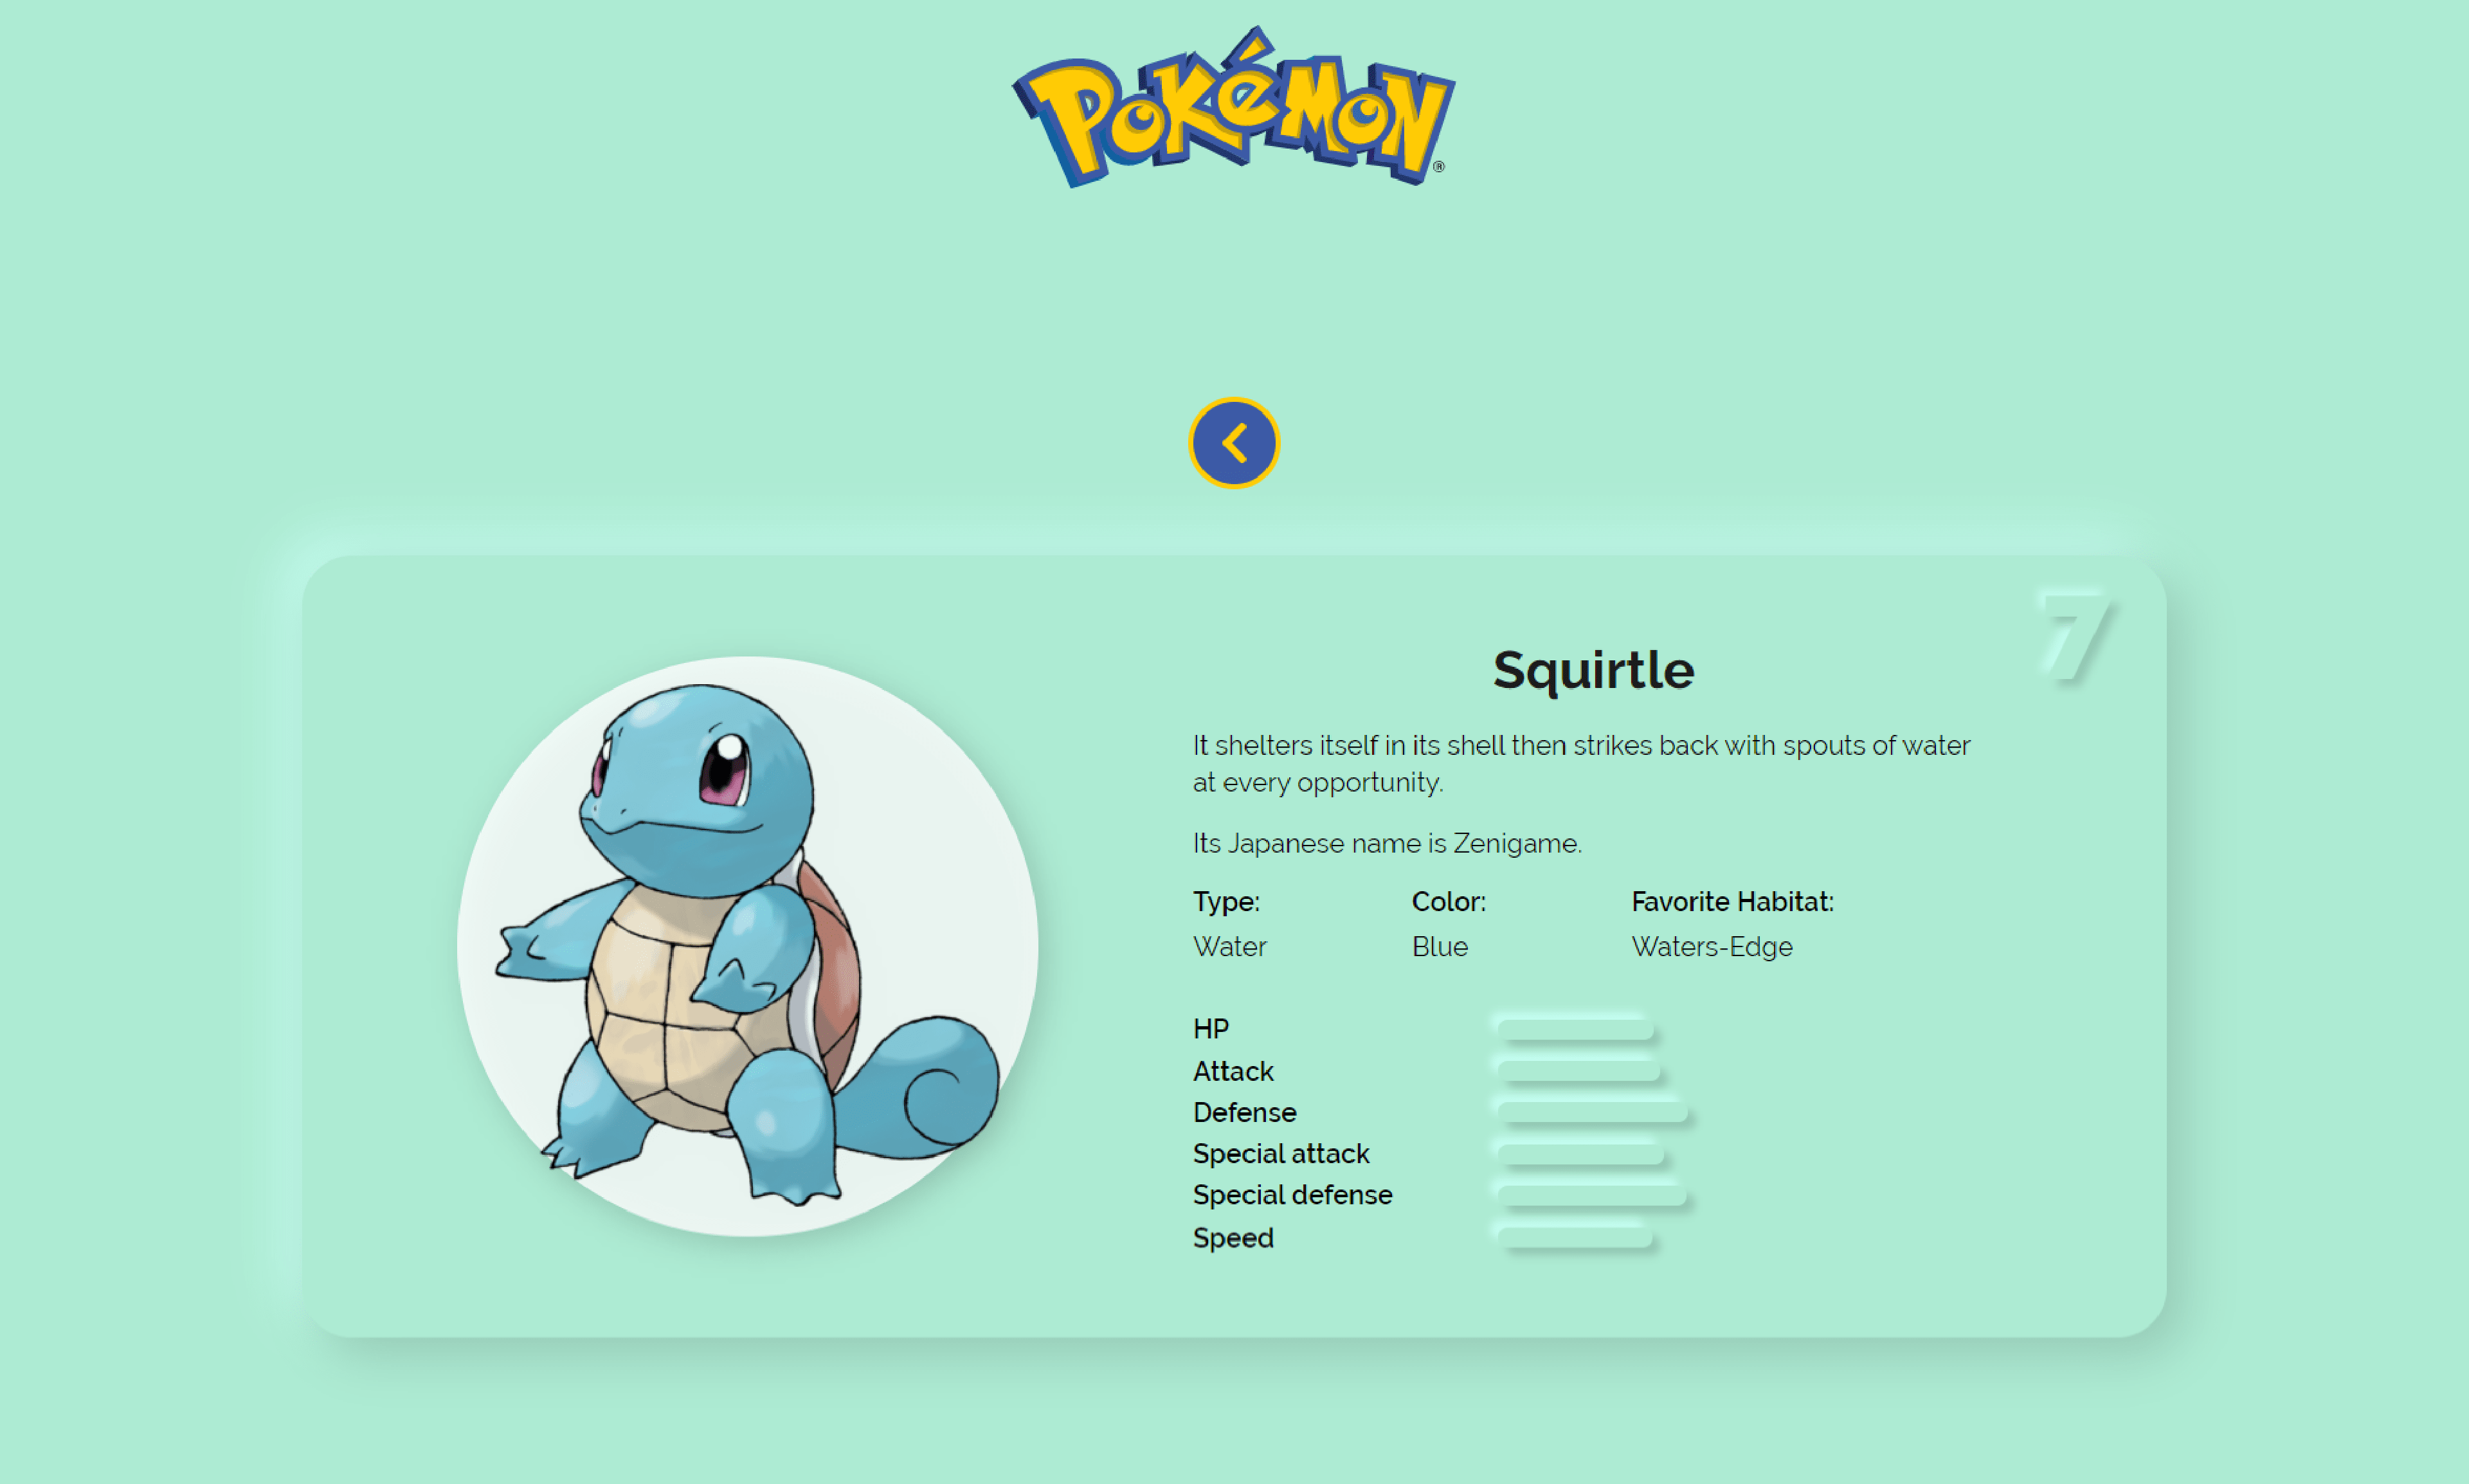 POKéMON®
7
Squirtle
It shelters itself in its shell then strikes back with spouts of water
at every opportunity.
Its Japanese name is Zenigame.
Type: Color: Favorite Habitat:
Water Blue Waters-Edge
HP
Attack
Defense
Special attack
Special defense
Speed